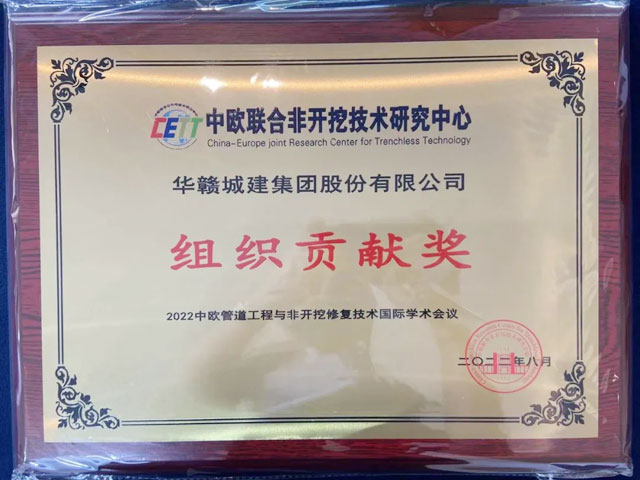 CETT 中欧联合非开挖技术研究中心
China-Europe joint Research Center for Trenchless Technology
华赣城建集团股份有限公司
组织贡献奖
2022中欧管道工程与非开挖修复技术国际学术会议
二〇二二年八月